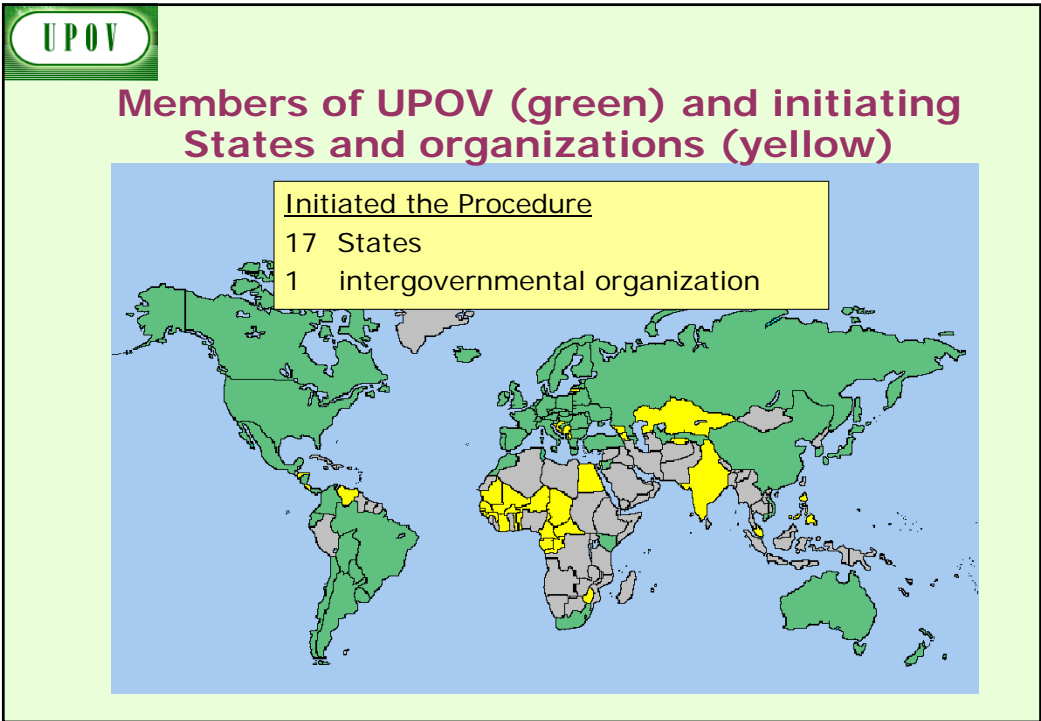 UPOV
Members of UPOV (green) and initiating
States and organizations (yellow)
Initiated the Procedure
17 States
1 intergovernmental organization